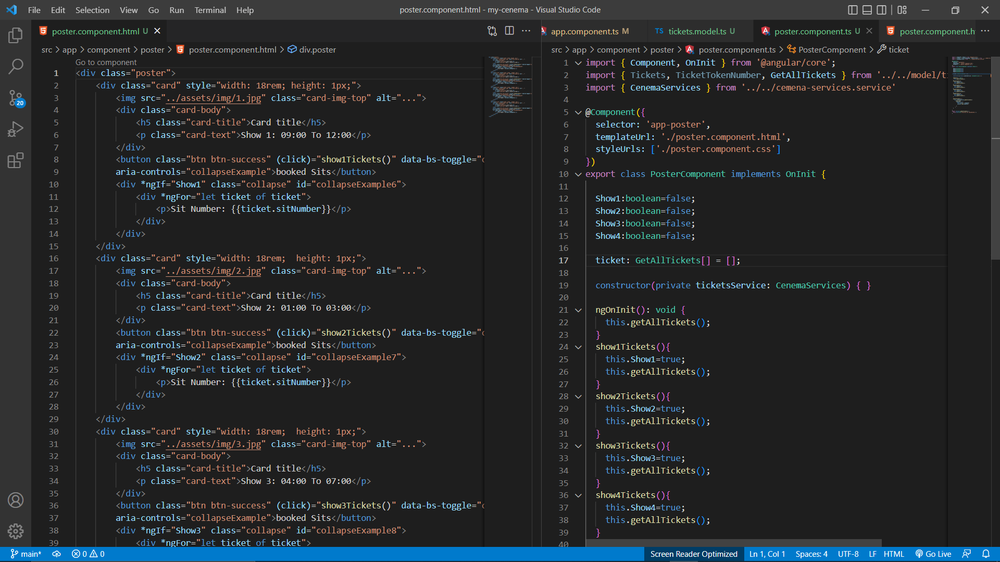 File Edit Selection View Go Run Terminal Help
poster.component.html - my-cenema - Visual Studio Code
poster.component.html U
src > app > component > poster > poster.component.html > div.poster
Go to component
1 <div class="poster">
2 <div class="card" style="width: 18rem; height: 1px;">
3 <img src="../assets/img/1.jpg" class="card-img-top" alt="...">
4 <div class="card-body">
5 <h5 class="card-title">Card title</h5>
6 <p class="card-text">Show 1: 09:00 To 12:00</p>
7 </div>
8 <button class="btn btn-success" (click)="show1Tickets()" data-bs-toggle="
9 aria-controls="collapseExample">booked Sits</button>
10 <div *ngIf="Show1" class="collapse" id="collapseExample6">
11 <div *ngFor="let ticket of ticket">
12 <p>Sit Number: {{ticket.sitNumber}}</p>
13 </div>
14 </div>
15 </div>
16 <div class="card" style="width: 18rem;  height: 1px;">
17 <img src="../assets/img/2.jpg" class="card-img-top" alt="...">
18 <div class="card-body">
19 <h5 class="card-title">Card title</h5>
20 <p class="card-text">Show 2: 01:00 To 03:00</p>
21 </div>
22 <button class="btn btn-success" (click)="show2Tickets()" data-bs-toggle="
23 aria-controls="collapseExample">booked Sits</button>
24 <div *ngIf="Show2" class="collapse" id="collapseExample7">
25 <div *ngFor="let ticket of ticket">
26 <p>Sit Number: {{ticket.sitNumber}}</p>
27 </div>
28 </div>
29 </div>
30 <div class="card" style="width: 18rem;  height: 1px;">
31 <img src="../assets/img/3.jpg" class="card-img-top" alt="...">
32 <div class="card-body">
33 <h5 class="card-title">Card title</h5>
34 <p class="card-text">Show 3: 04:00 To 07:00</p>
35 </div>
36 <button class="btn btn-success" (click)="show3Tickets()" data-bs-toggle="
37 aria-controls="collapseExample">booked Sits</button>
38 <div *ngIf="Show3" class="collapse" id="collapseExample8">
39 <div *ngFor="let ticket of ticket">
app.component.ts M
TS tickets.model.ts U
poster.component.ts U
poster.component.h
src > app > component > poster > poster.component.ts > PosterComponent > ticket
1 import { Component, OnInit } from '@angular/core';
2 import { Tickets, TicketTokenNumber, GetAllTickets } from '../../model/t
3 import { CenemaServices } from '../../cemena-services.service'
4
5 @Component({
6 selector: 'app-poster',
7 templateUrl: './poster.component.html',
8 styleUrls: ['./poster.component.css']
9 })
10 export class PosterComponent implements OnInit {
11
12 Show1:boolean=false;
13 Show2:boolean=false;
14 Show3:boolean=false;
15 Show4:boolean=false;
16
17 ticket: GetAllTickets[] = [];
18
19 constructor(private ticketsService: CenemaServices) { }
20
21 ngOnInit(): void {
22 this.getAllTickets();
23 }
24 show1Tickets(){
25 this.Show1=true;
26 this.getAllTickets();
27 }
28 show2Tickets(){
29 this.Show2=true;
30 this.getAllTickets();
31 }
32 show3Tickets(){
33 this.Show3=true;
34 this.getAllTickets();
35 }
36 show4Tickets(){
37 this.Show4=true;
38 this.getAllTickets();
39 }
40
20
main* 0 0
Screen Reader Optimized Ln 1, Col 1 Spaces: 4 UTF-8 LF HTML Go Live